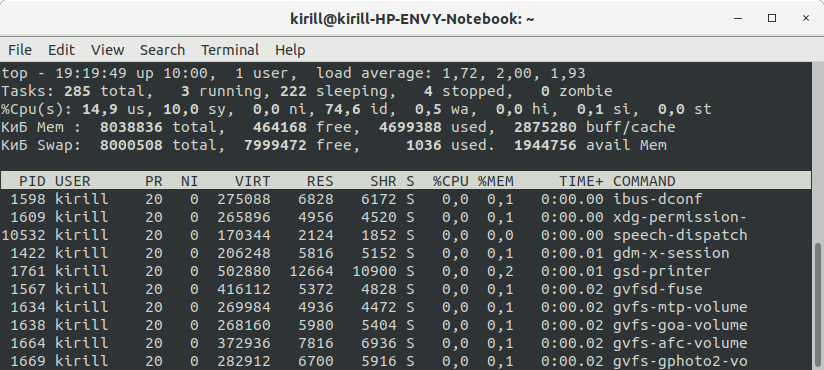 kirill@kirill-HP-ENVY-Notebook: ~
File Edit View Search Terminal Help
top - 19:19:49 up 10:00,  1 user,  load average: 1,72, 2,00, 1,93
Tasks: 285 total,   3 running, 222 sleeping,   4 stopped,   0 zombie
%Cpu(s): 14,9 us, 10,0 sy,  0,0 ni, 74,6 id,  0,5 wa,  0,0 hi,  0,1 si,  0,0 st
КиБ Mem :  8038836 total,   464168 free,  4699388 used,  2875280 buff/cache
КиБ Swap:  8000508 total,  7999472 free,     1036 used.  1944756 avail Mem
PID USER      PR  NI    VIRT    RES    SHR S  %CPU %MEM     TIME+ COMMAND
1598 kirill    20   0  275088   6828   6172 S   0,0  0,1   0:00.00 ibus-dconf
1609 kirill    20   0  265896   4956   4520 S   0,0  0,1   0:00.00 xdg-permission-
10532 kirill    20   0  170344   2124   1852 S   0,0  0,0   0:00.00 speech-dispatch
1422 kirill    20   0  206248   5816   5152 S   0,0  0,1   0:00.01 gdm-x-session
1761 kirill    20   0  502880  12664  10900 S   0,0  0,2   0:00.01 gsd-printer
1567 kirill    20   0  416112   5372   4828 S   0,0  0,1   0:00.02 gvfsd-fuse
1634 kirill    20   0  269984   4936   4472 S   0,0  0,1   0:00.02 gvfs-mtp-volume
1638 kirill    20   0  268160   5980   5404 S   0,0  0,1   0:00.02 gvfs-goa-volume
1664 kirill    20   0  372936   7816   6936 S   0,0  0,1   0:00.02 gvfs-afc-volume
1669 kirill    20   0  282912   6700   5916 S   0,0  0,1   0:00.02 gvfs-gphoto2-vo